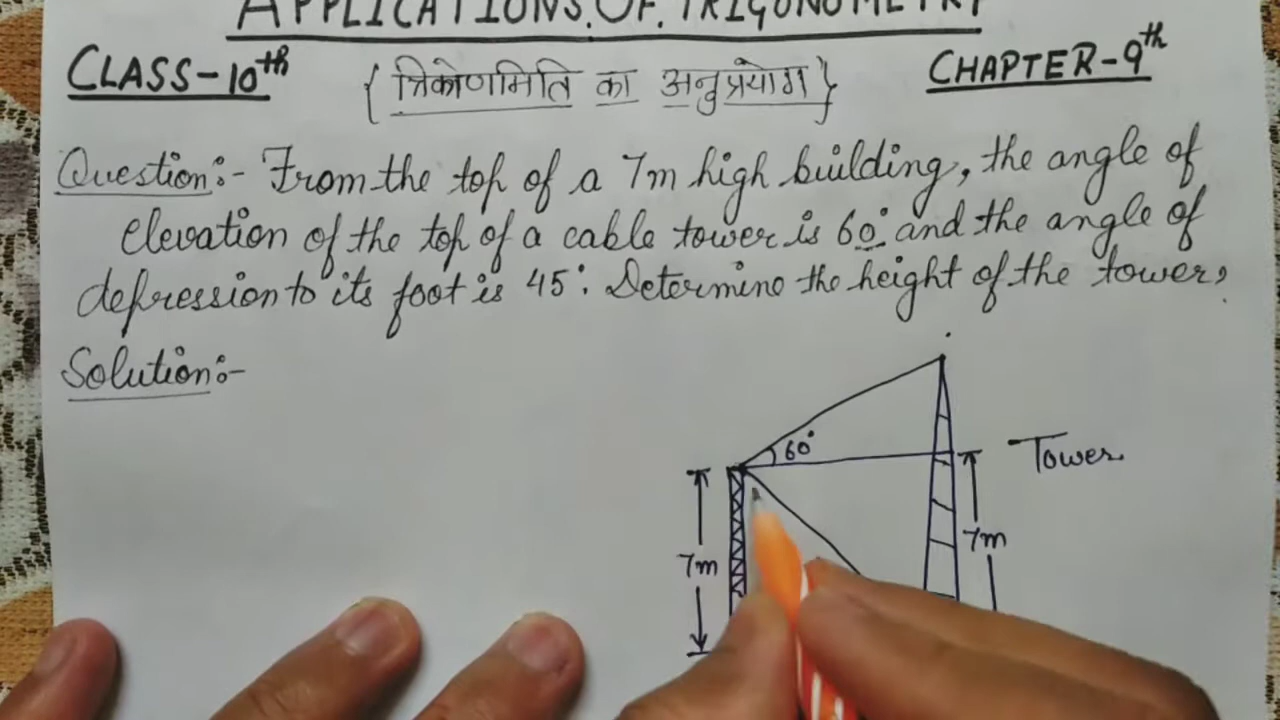 APPLICATIONS OF TRIGONOMETRY
CLASS-10th {त्रिकोणमिति का अनुप्रयोग} CHAPTER-9th
Question:- From the top of a 7m high building, the angle of
elevation of the top of a cable tower is 60° and the angle of
depression to its foot is 45°. Determine the height of the tower.
Solution:-
60°
Tower
7m
7m